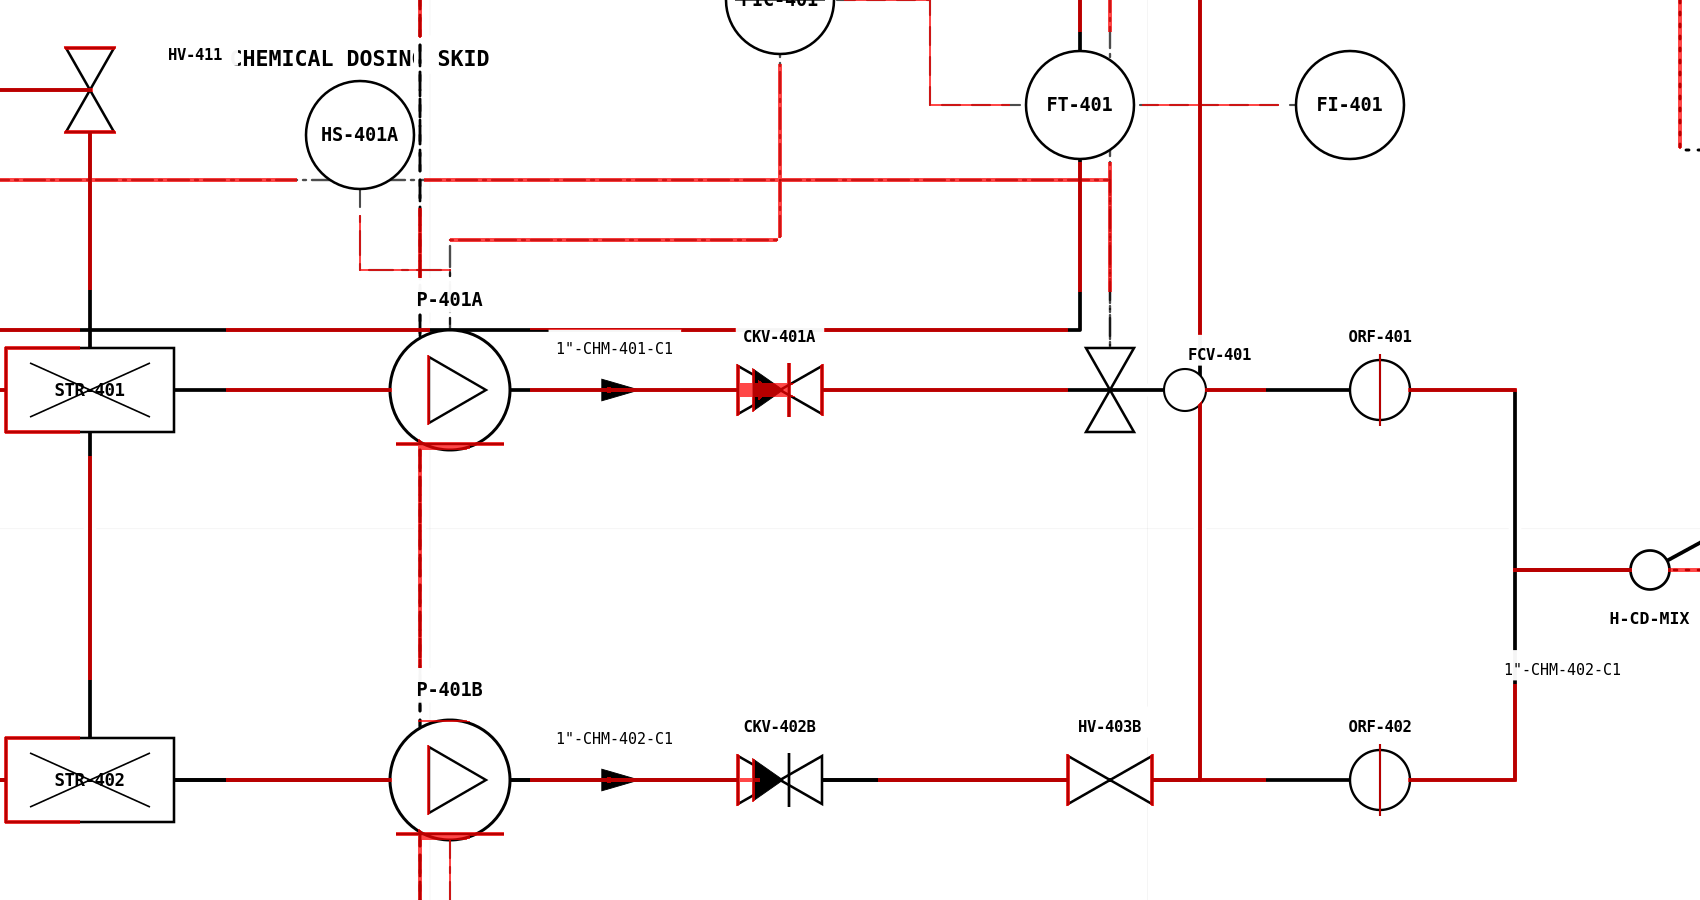 FIC-401
HV-411
CHEMICAL DOSING SKID
HS-401A
FT-401
FI-401
P-401A
1"-CHM-401-C1
CKV-401A
FCV-401
ORF-401
STR-401
H-CD-MIX
1"-CHM-402-C1
P-401B
1"-CHM-402-C1
CKV-402B
HV-403B
ORF-402
STR-402